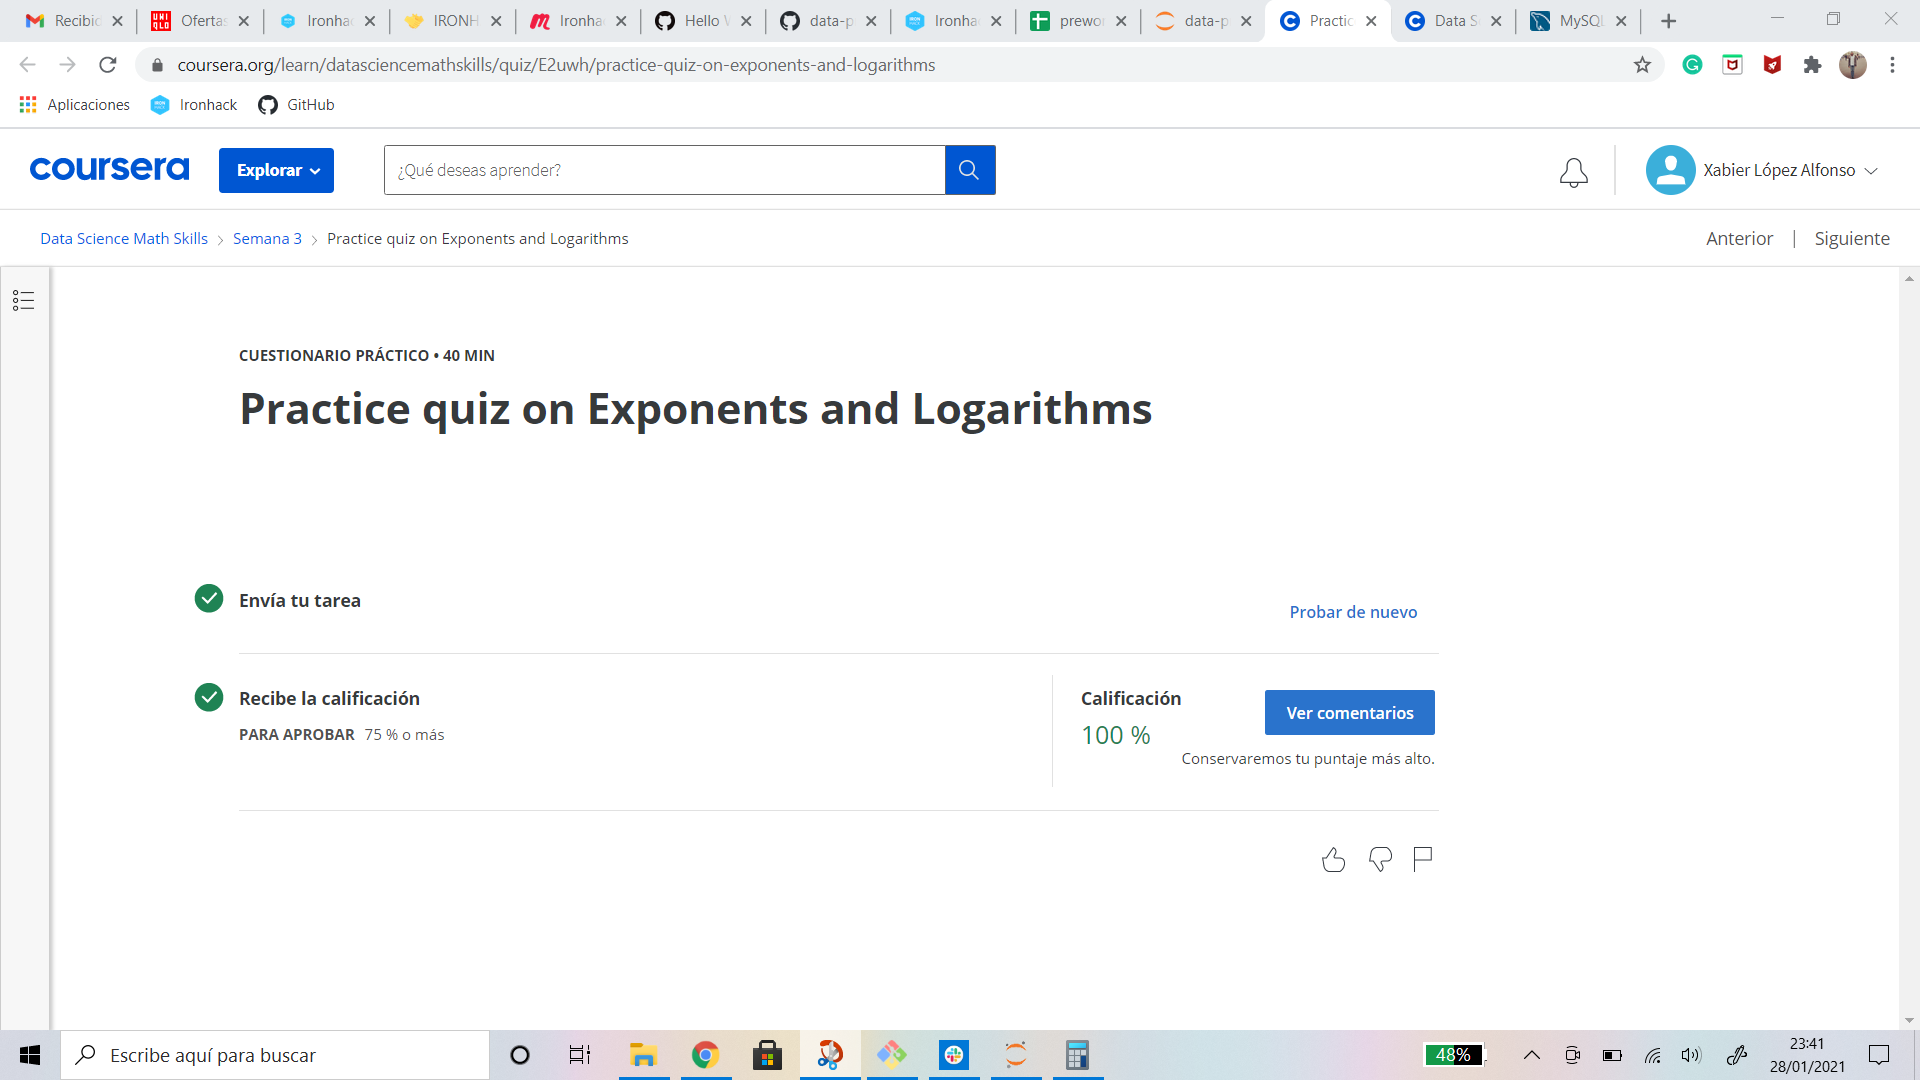 Recibid
Ofertas
Ironhac
IRONH
Ironhac
Hello W
data-p
Ironhac
prewor
data-p
Practic
Data S
MySQL
coursera.org/learn/datasciencemathskills/quiz/E2uwh/practice-quiz-on-exponents-and-logarithms
Aplicaciones
Ironhack
GitHub
coursera
Explorar
¿Qué deseas aprender?
Xabier López Alfonso
Data Science Math Skills > Semana 3 > Practice quiz on Exponents and Logarithms
Anterior | Siguiente
CUESTIONARIO PRÁCTICO • 40 MIN
Practice quiz on Exponents and Logarithms
Envía tu tarea
Probar de nuevo
Recibe la calificación
PARA APROBAR 75 % o más
Calificación
100 %
Ver comentarios
Conservaremos tu puntaje más alto.
Escribe aquí para buscar
48%
23:41
28/01/2021